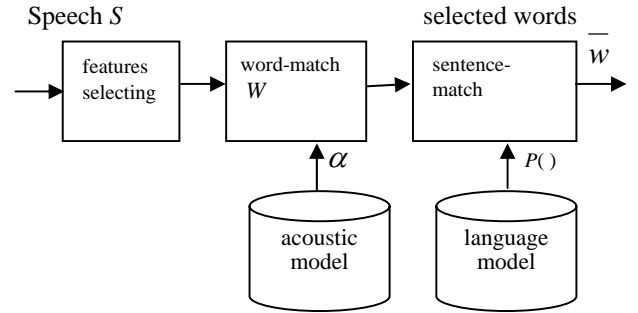 Speech S
selected words
features
selecting
word-match
W
sentence-
match
w̅
α
P( )
acoustic
model
language
model